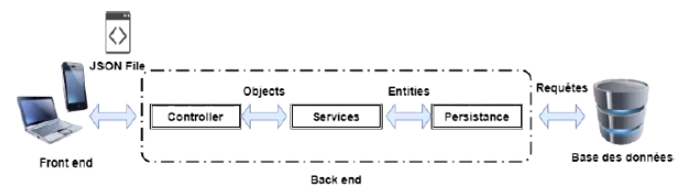 JSON File
Objects
Entities
Requêtes
Controller
Services
Persistance
Front end
Base des données
Back end